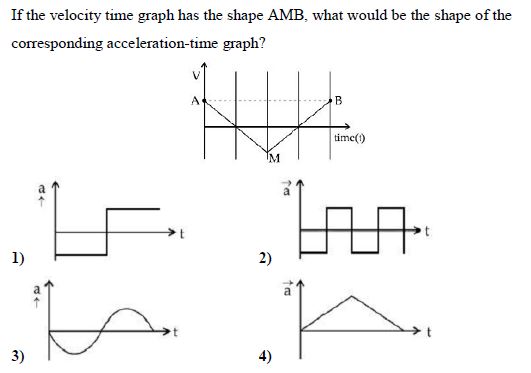 If the velocity time graph has the shape AMB, what would be the shape of the
corresponding acceleration-time graph?
V
A
B
time(t)
M
a
t
1)
a
t
2)
a
t
3)
a
t
4)